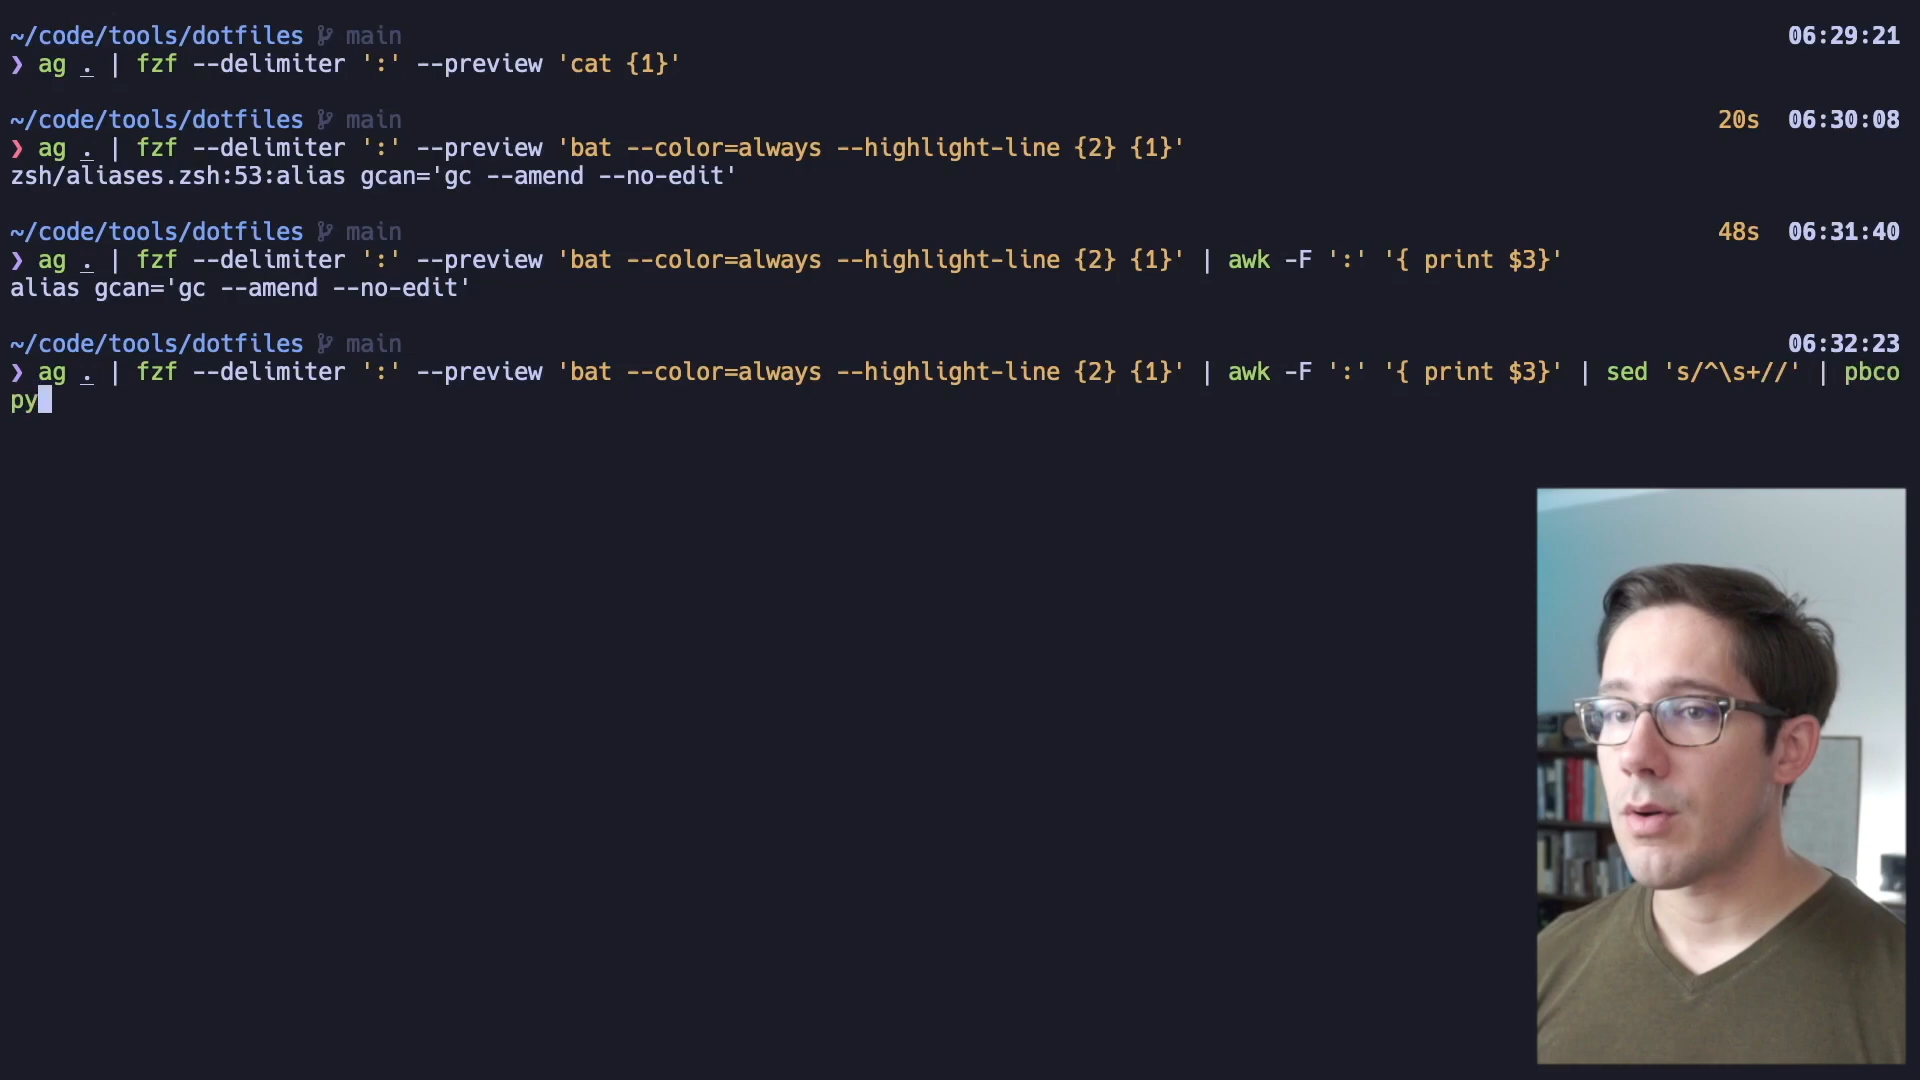 ~/code/tools/dotfiles main 06:29:21
❯ ag . | fzf --delimiter ':' --preview 'cat {1}'
~/code/tools/dotfiles main 20s 06:30:08
❯ ag . | fzf --delimiter ':' --preview 'bat --color=always --highlight-line {2} {1}'
zsh/aliases.zsh:53:alias gcan='gc --amend --no-edit'
~/code/tools/dotfiles main 48s 06:31:40
❯ ag . | fzf --delimiter ':' --preview 'bat --color=always --highlight-line {2} {1}' | awk -F ':' '{ print $3}'
alias gcan='gc --amend --no-edit'
~/code/tools/dotfiles main 06:32:23
❯ ag . | fzf --delimiter ':' --preview 'bat --color=always --highlight-line {2} {1}' | awk -F ':' '{ print $3}' | sed 's/^\s+//' | pbco
py